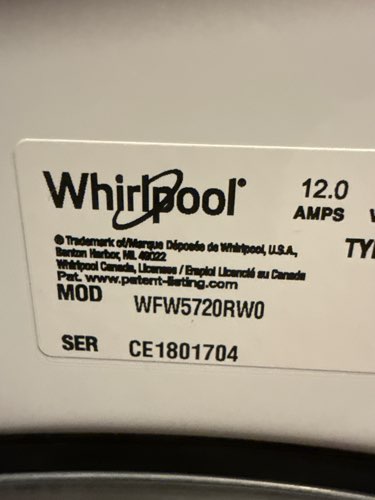 Whirlpool®
12.0
AMPS
® Trademark of/Marque Déposée de Whirlpool, U.S.A.,
Benton Harbor, MI. 49022
Whirlpool Canada, Licensee / Emploi Licencié au Canada
Pat. www.patent-listing.com
MOD WFW5720RW0
SER CE1801704